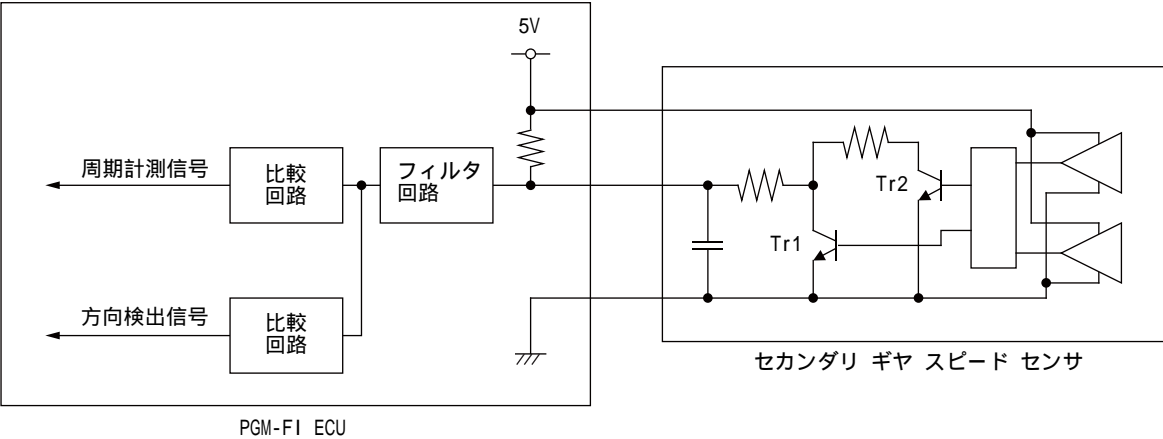 5V
周期計測信号
比較
回路
フィルタ
回路
Tr2
Tr1
方向検出信号
比較
回路
セカンダリ ギヤ スピード センサ
PGM-FI ECU